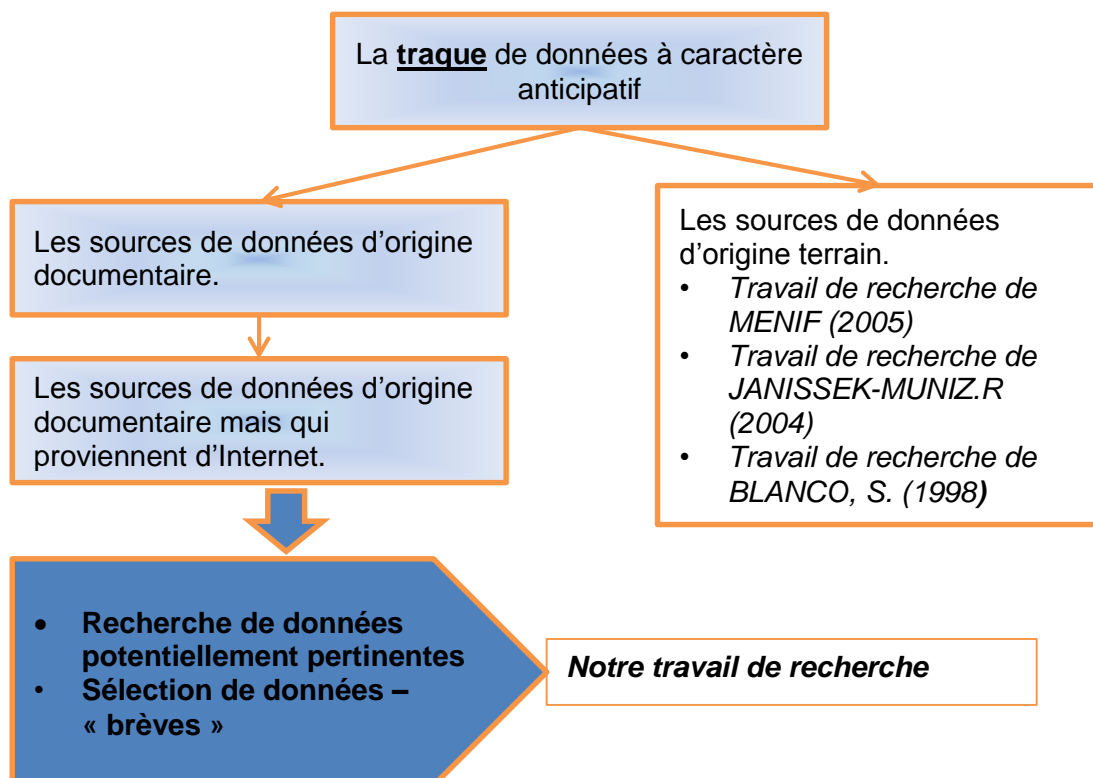 La traque de données à caractère
anticipatif
Les sources de données d’origine
documentaire.
Les sources de données d’origine
documentaire mais qui
proviennent d’Internet.
• Recherche de données
potentiellement pertinentes
• Sélection de données –
« brèves »
Notre travail de recherche
Les sources de données
d’origine terrain.
• Travail de recherche de
MENIF (2005)
• Travail de recherche de
JANISSEK-MUNIZ.R
(2004)
• Travail de recherche de
BLANCO, S. (1998)